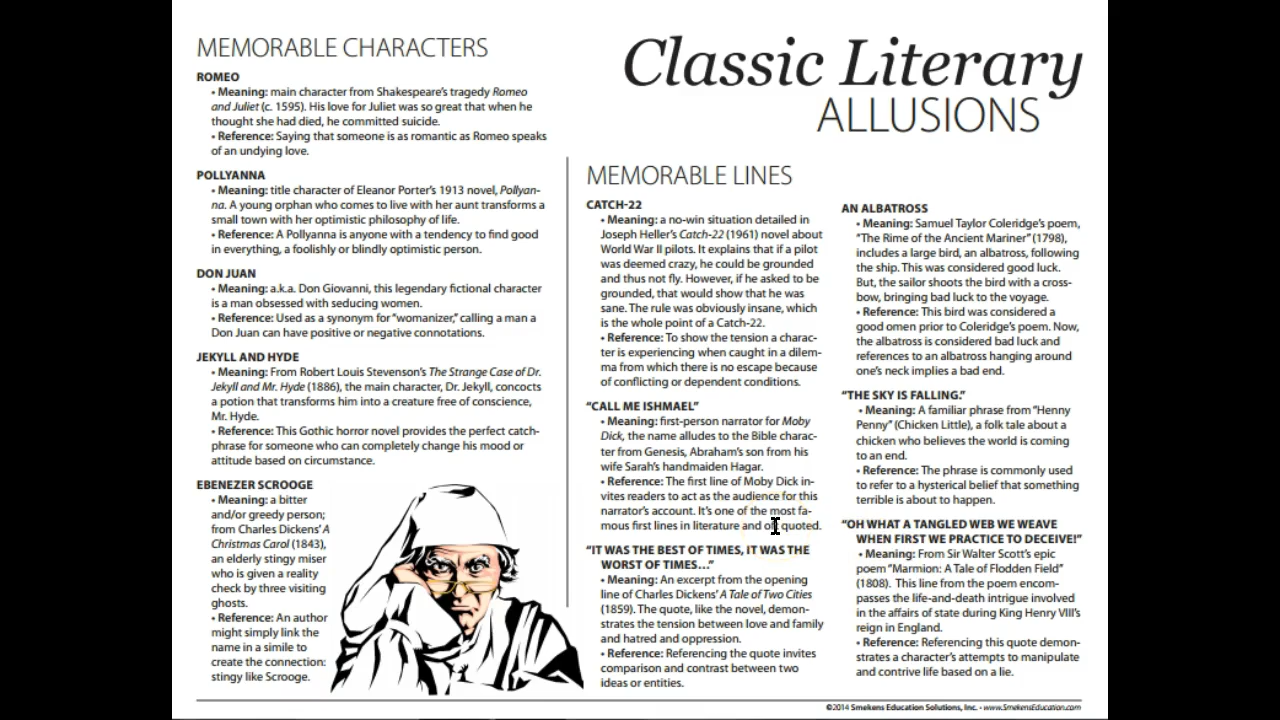 MEMORABLE CHARACTERS
ROMEO
• Meaning: main character from Shakespeare's tragedy Romeo
and Juliet (c. 1595). His love for Juliet was so great that when he
thought she had died, he committed suicide.
• Reference: Saying that someone is as romantic as Romeo speaks
of an undying love.
POLLYANNA
• Meaning: title character of Eleanor Porter's 1913 novel, Pollyan-
na. A young orphan who comes to live with her aunt transforms a
small town with her optimistic philosophy of life.
• Reference: A Pollyanna is anyone with a tendency to find good
in everything, a foolishly or blindly optimistic person.
DON JUAN
• Meaning: a.k.a. Don Giovanni, this legendary fictional character
is a man obsessed with seducing women.
• Reference: Used as a synonym for "womanizer," calling a man a
Don Juan can have positive or negative connotations.
JEKYLL AND HYDE
• Meaning: From Robert Louis Stevenson's The Strange Case of Dr.
Jekyll and Mr. Hyde (1886), the main character, Dr. Jekyll, concocts
a potion that transforms him into a creature free of conscience,
Mr. Hyde.
• Reference: This Gothic horror novel provides the perfect catch-
phrase for someone who can completely change his mood or
attitude based on circumstance.
EBENEZER SCROOGE
• Meaning: a bitter
and/or greedy person;
from Charles Dickens' A
Christmas Carol (1843),
an elderly stingy miser
who is given a reality
check by three visiting
ghosts.
• Reference: An author
might simply link the
name in a simile to
create the connection:
stingy like Scrooge.
Classic Literary
ALLUSIONS
MEMORABLE LINES
CATCH-22
• Meaning: a no-win situation detailed in
Joseph Heller's Catch-22 (1961) novel about
World War II pilots. It explains that if a pilot
was deemed crazy, he could be grounded
and thus not fly. However, if he asked to be
grounded, that would show that he was
sane. The rule was obviously insane, which
is the whole point of a Catch-22.
• Reference: To show the tension a charac-
ter is experiencing when caught in a dilem-
ma from which there is no escape because
of conflicting or dependent conditions.
"CALL ME ISHMAEL"
• Meaning: first-person narrator for Moby
Dick, the name alludes to the Bible charac-
ter from Genesis, Abraham's son from his
wife Sarah's handmaiden Hagar.
• Reference: The first line of Moby Dick in-
vites readers to act as the audience for this
narrator's account. It's one of the most fa-
mous first lines in literature and oft quoted.
"IT WAS THE BEST OF TIMES, IT WAS THE
WORST OF TIMES..."
• Meaning: An excerpt from the opening
line of Charles Dickens' A Tale of Two Cities
(1859). The quote, like the novel, demon-
strates the tension between love and family
and hatred and oppression.
• Reference: Referencing the quote invites
comparison and contrast between two
ideas or entities.
AN ALBATROSS
• Meaning: Samuel Taylor Coleridge's poem,
"The Rime of the Ancient Mariner" (1798),
includes a large bird, an albatross, following
the ship. This was considered good luck.
But, the sailor shoots the bird with a cross-
bow, bringing bad luck to the voyage.
• Reference: This bird was considered a
good omen prior to Coleridge's poem. Now,
the albatross is considered bad luck and
references to an albatross hanging around
one's neck implies a bad end.
"THE SKY IS FALLING."
• Meaning: A familiar phrase from "Henny
Penny" (Chicken Little), a folk tale about a
chicken who believes the world is coming
to an end.
• Reference: The phrase is commonly used
to refer to a hysterical belief that something
terrible is about to happen.
"OH WHAT A TANGLED WEB WE WEAVE
WHEN FIRST WE PRACTICE TO DECEIVE!"
• Meaning: From Sir Walter Scott's epic
poem "Marmion: A Tale of Flodden Field"
(1808). This line from the poem encom-
passes the life-and-death intrigue involved
in the affairs of state during King Henry VIII's
reign in England.
• Reference: Referencing this quote demon-
strates a character's attempts to manipulate
and contrive life based on a lie.
©2014 Smekens Education Solutions, Inc. • www.SmekensEducation.com